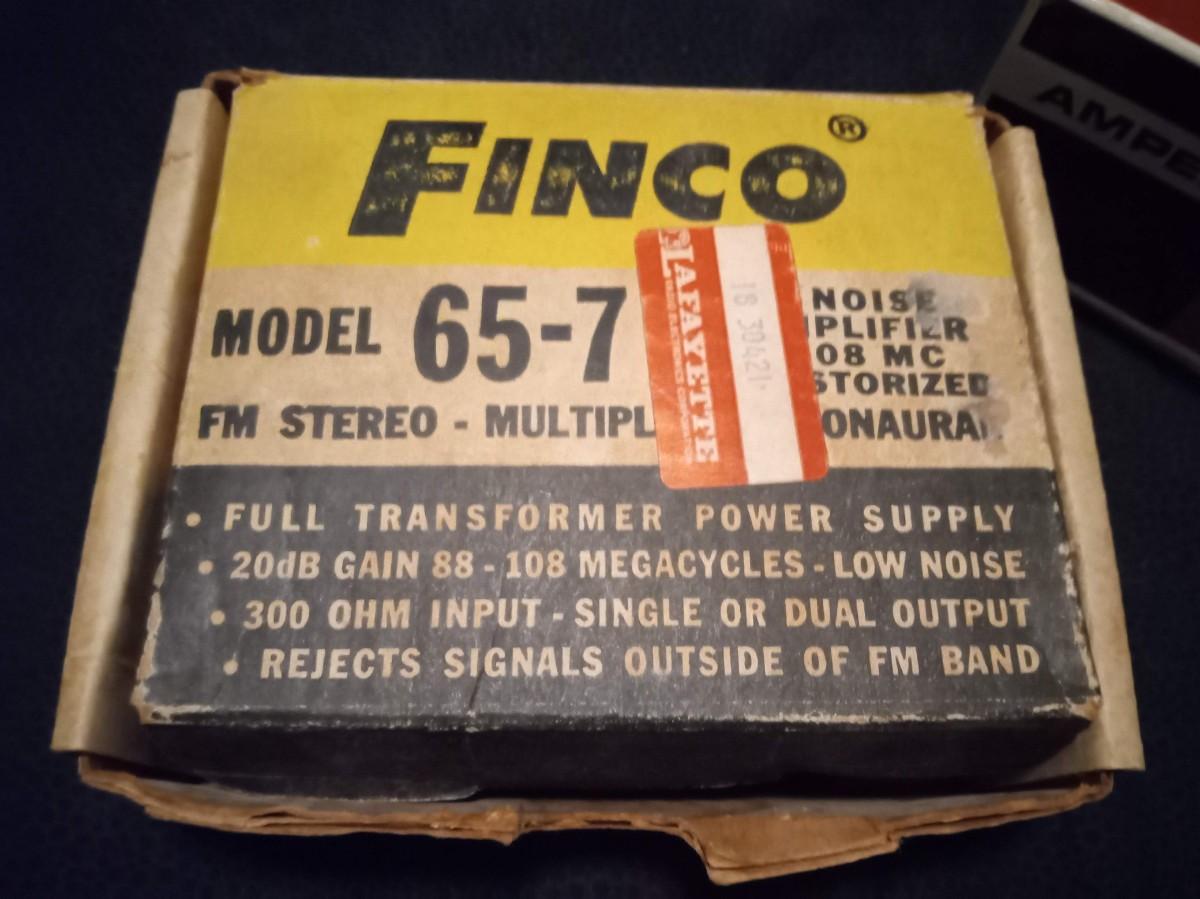 FINCO®
MODEL 65-7
NOISE
PLIFIER
08 MC
STORIZED
FM STEREO - MULTIPL ONAURAL
LAFAYETTE
18 30421
• FULL TRANSFORMER POWER SUPPLY
• 20dB GAIN 88 - 108 MEGACYCLES - LOW NOISE
• 300 OHM INPUT - SINGLE OR DUAL OUTPUT
• REJECTS SIGNALS OUTSIDE OF FM BAND
AMPE